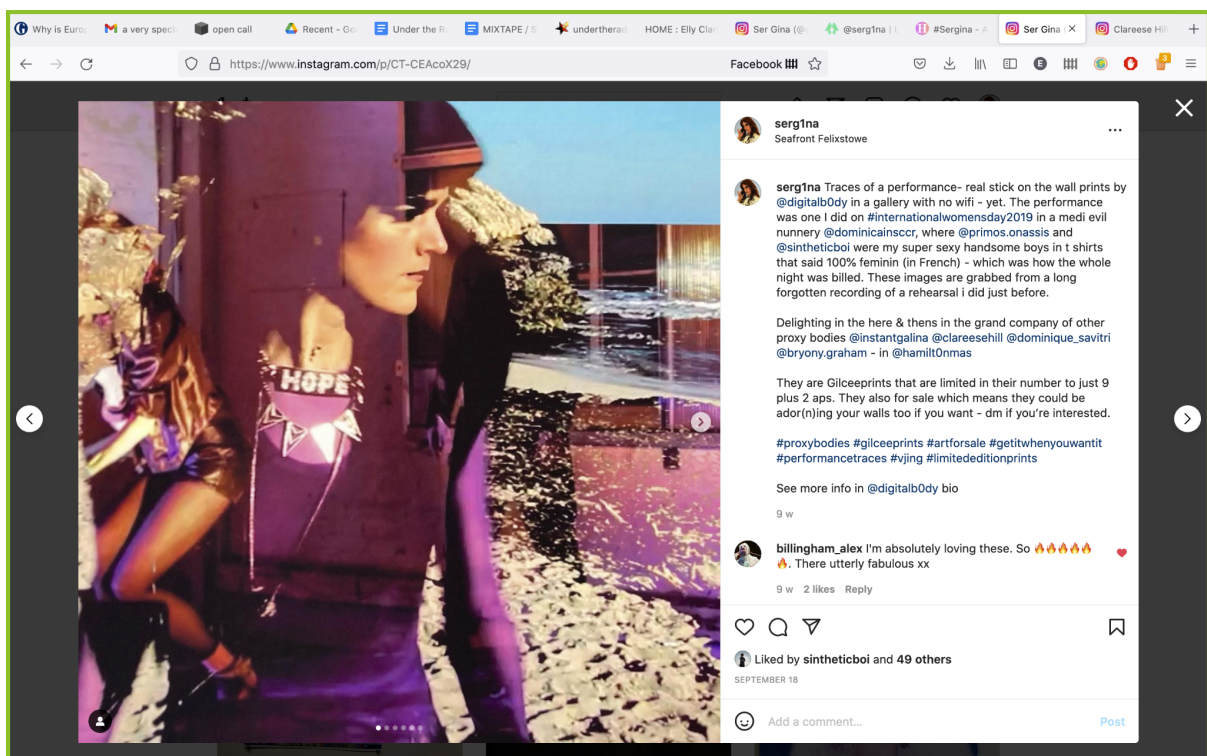 Why is Euro
a very speci
open call
Recent - Go
Under the R
MIXTAPE / S
undertherad
HOME : Elly Clar
Ser Gina (@s
@serg1na | L
#Sergina - A
Ser Gina (
Clareese Hil
https://www.instagram.com/p/CT-CEAcoX29/
Facebook
3
serg1na
Seafront Felixstowe
serg1na Traces of a performance- real stick on the wall prints by
@digitalb0dy in a gallery with no wifi - yet. The performance
was one I did on #internationalwomensday2019 in a medi evil
nunnery @dominicainsccr, where @primos.onassis and
@sintheticboi were my super sexy handsome boys in t shirts
that said 100% feminin (in French) - which was how the whole
night was billed. These images are grabbed from a long
forgotten recording of a rehearsal i did just before.
Delighting in the here & thens in the grand company of other
proxy bodies @instantgalina @clareesehill @dominique_savitri
@bryony.graham - in @hamilt0nmas
They are Gilceeprints that are limited in their number to just 9
plus 2 aps. They also for sale which means they could be
ador(n)ing your walls too if you want - dm if you're interested.
#proxybodies #gilceeprints #artforsale #getitwhenyouwantit
#performancetraces #vjing #limitededitionprints
See more info in @digitalb0dy bio
9 w
billingham_alex I'm absolutely loving these. So 🔥🔥🔥🔥🔥
🔥. There utterly fabulous xx
9 w 2 likes Reply
Liked by sintheticboi and 49 others
SEPTEMBER 18
Add a comment...
Post
HOPE